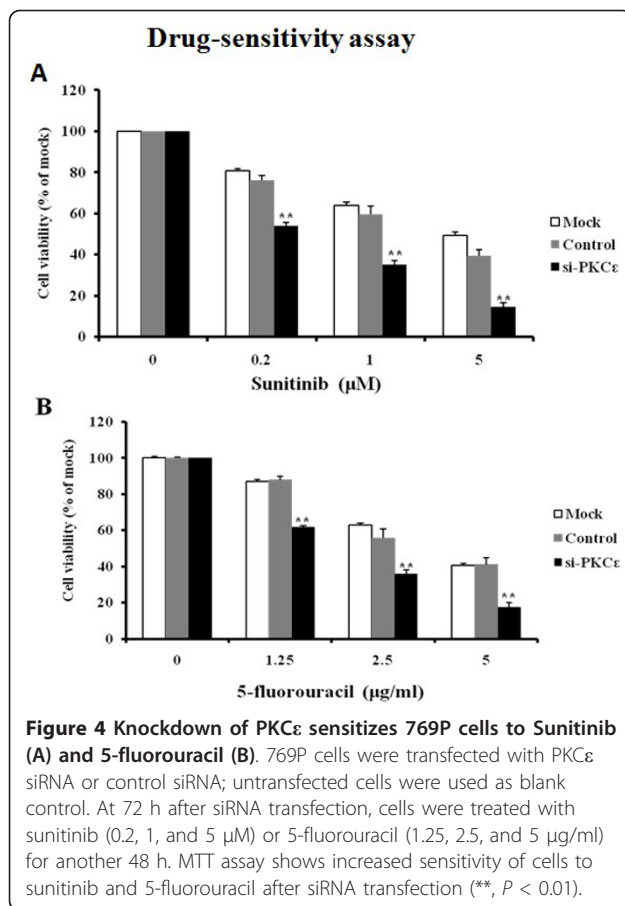 Drug-sensitivity assay
A
120
100
80
60
40
20
0
Cell viability (% of mock)
**
**
**
Mock
Control
si-PKCε
0 0.2 1 5
Sunitinib (μM)
B
120
100
80
60
40
20
0
Cell viability (% of mock)
**
**
**
Mock
Control
si-PKCε
0 1.25 2.5 5
5-fluorouracil (μg/ml)
Figure 4 Knockdown of PKCε sensitizes 769P cells to Sunitinib
(A) and 5-fluorouracil (B). 769P cells were transfected with PKCε
siRNA or control siRNA; untransfected cells were used as blank
control. At 72 h after siRNA transfection, cells were treated with
sunitinib (0.2, 1, and 5 μM) or 5-fluorouracil (1.25, 2.5, and 5 μg/ml)
for another 48 h. MTT assay shows increased sensitivity of cells to
sunitinib and 5-fluorouracil after siRNA transfection (**, P < 0.01).